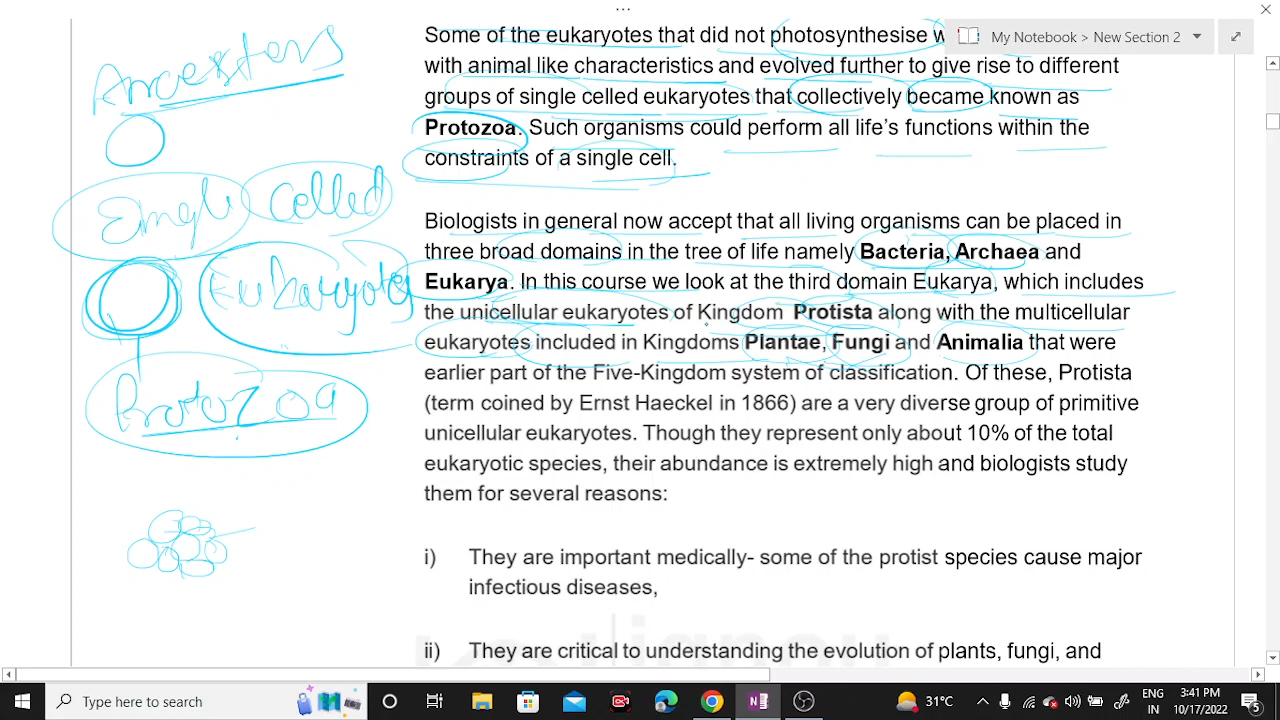 ...
My Notebook > New Section 2
Some of the eukaryotes that did not photosynthesise
with animal like characteristics and evolved further to give rise to different
groups of single celled eukaryotes that collectively became known as
Protozoa. Such organisms could perform all life's functions within the
constraints of a single cell.
Biologists in general now accept that all living organisms can be placed in
three broad domains in the tree of life namely Bacteria, Archaea and
Eukarya. In this course we look at the third domain Eukarya, which includes
the unicellular eukaryotes of Kingdom Protista along with the multicellular
eukaryotes included in Kingdoms Plantae, Fungi and Animalia that were
earlier part of the Five-Kingdom system of classification. Of these, Protista
(term coined by Ernst Haeckel in 1866) are a very diverse group of primitive
unicellular eukaryotes. Though they represent only about 10% of the total
eukaryotic species, their abundance is extremely high and biologists study
them for several reasons:
i) They are important medically- some of the protist species cause major
infectious diseases,
ii) They are critical to understanding the evolution of plants, fungi, and
Ancestors
Single Celled
Eukaryotes
Protozoa
Type here to search
31°C
ENG
IN
3:41 PM
10/17/2022
5